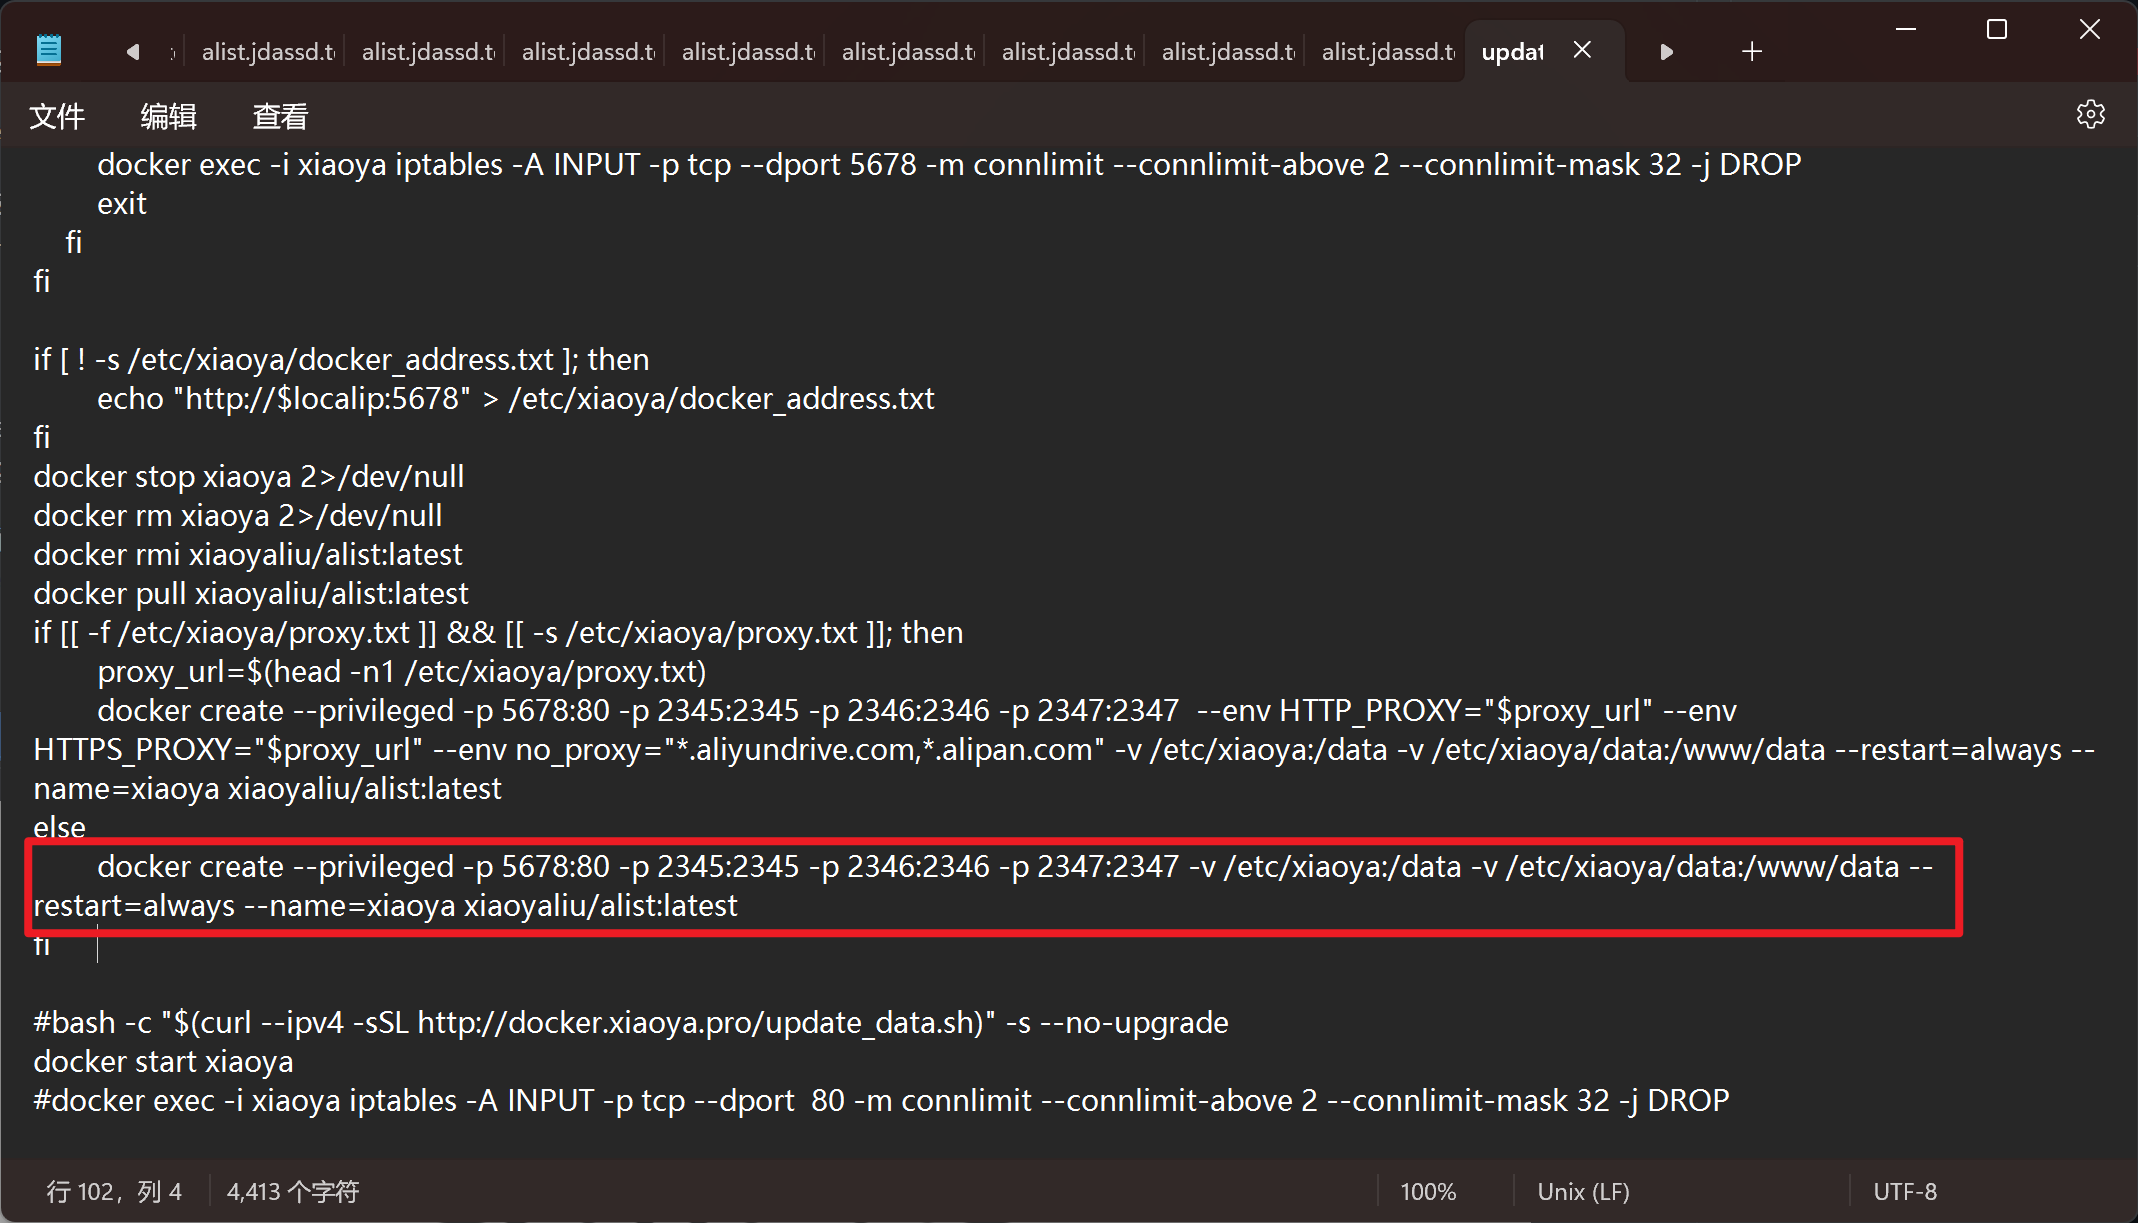 alist.jdassd.t
alist.jdassd.t
alist.jdassd.t
alist.jdassd.t
alist.jdassd.t
alist.jdassd.t
alist.jdassd.t
alist.jdassd.t
updat
文件 编辑 查看
docker exec -i xiaoya iptables -A INPUT -p tcp --dport 5678 -m connlimit --connlimit-above 2 --connlimit-mask 32 -j DROP
exit
fi
fi
if [ ! -s /etc/xiaoya/docker_address.txt ]; then
echo "http://$localip:5678" > /etc/xiaoya/docker_address.txt
fi
docker stop xiaoya 2>/dev/null
docker rm xiaoya 2>/dev/null
docker rmi xiaoyaliu/alist:latest
docker pull xiaoyaliu/alist:latest
if [[ -f /etc/xiaoya/proxy.txt ]] && [[ -s /etc/xiaoya/proxy.txt ]]; then
proxy_url=$(head -n1 /etc/xiaoya/proxy.txt)
docker create --privileged -p 5678:80 -p 2345:2345 -p 2346:2346 -p 2347:2347  --env HTTP_PROXY="$proxy_url" --env
HTTPS_PROXY="$proxy_url" --env no_proxy="*.aliyundrive.com,*.alipan.com" -v /etc/xiaoya:/data -v /etc/xiaoya/data:/www/data --restart=always --
name=xiaoya xiaoyaliu/alist:latest
else
docker create --privileged -p 5678:80 -p 2345:2345 -p 2346:2346 -p 2347:2347 -v /etc/xiaoya:/data -v /etc/xiaoya/data:/www/data --
restart=always --name=xiaoya xiaoyaliu/alist:latest
fi
#bash -c "$(curl --ipv4 -sSL http://docker.xiaoya.pro/update_data.sh)" -s --no-upgrade
docker start xiaoya
#docker exec -i xiaoya iptables -A INPUT -p tcp --dport  80 -m connlimit --connlimit-above 2 --connlimit-mask 32 -j DROP
行 102，列 4 4,413 个字符 100% Unix (LF) UTF-8